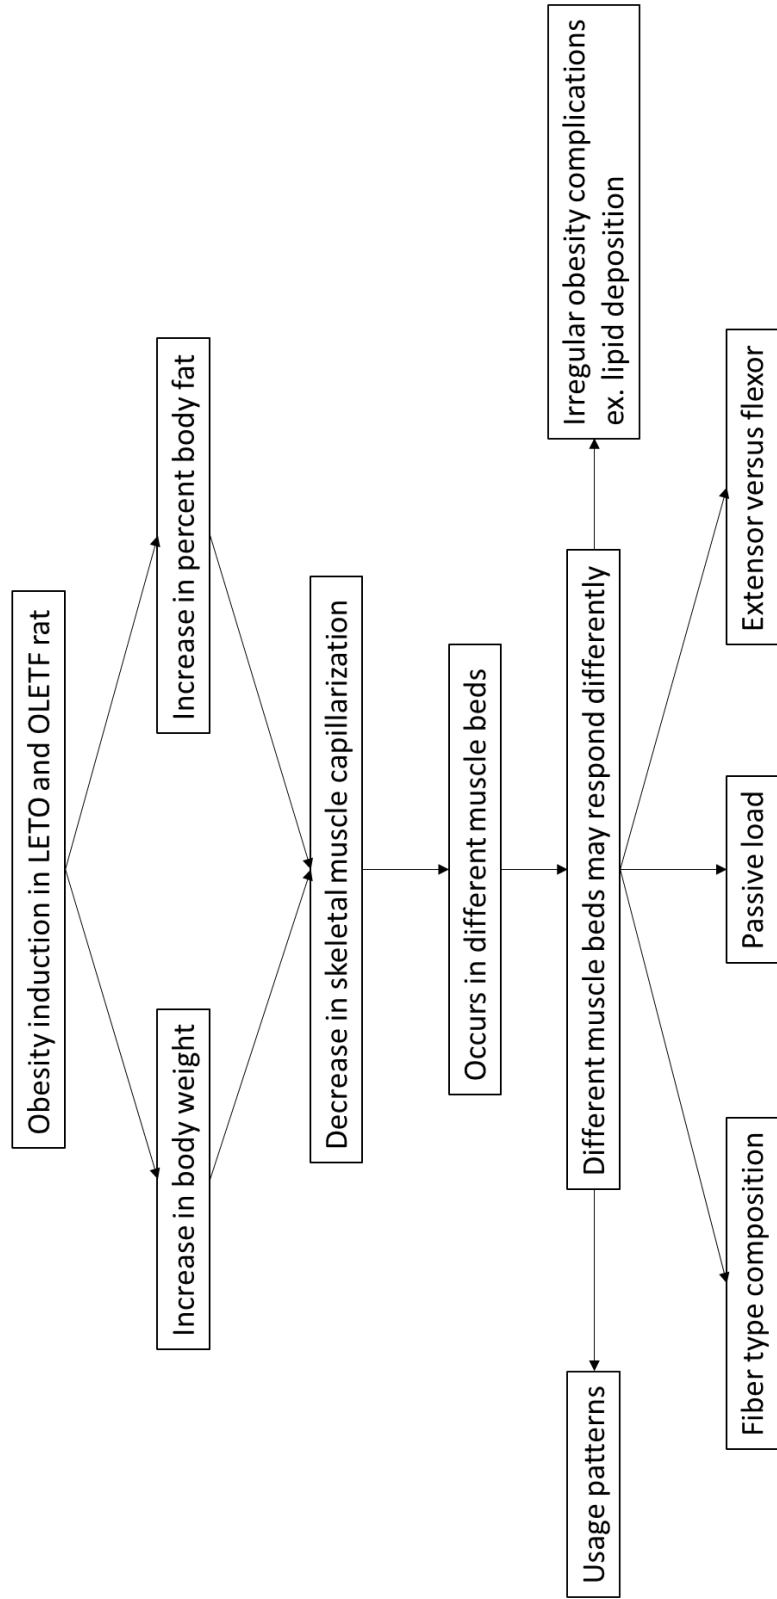 Obesity induction in LETO and OLETF rat
Increase in body weight
Increase in percent body fat
Decrease in skeletal muscle capillarization
Occurs in different muscle beds
Usage patterns
Different muscle beds may respond differently
Irregular obesity complications
ex. lipid deposition
Fiber type composition
Passive load
Extensor versus flexor